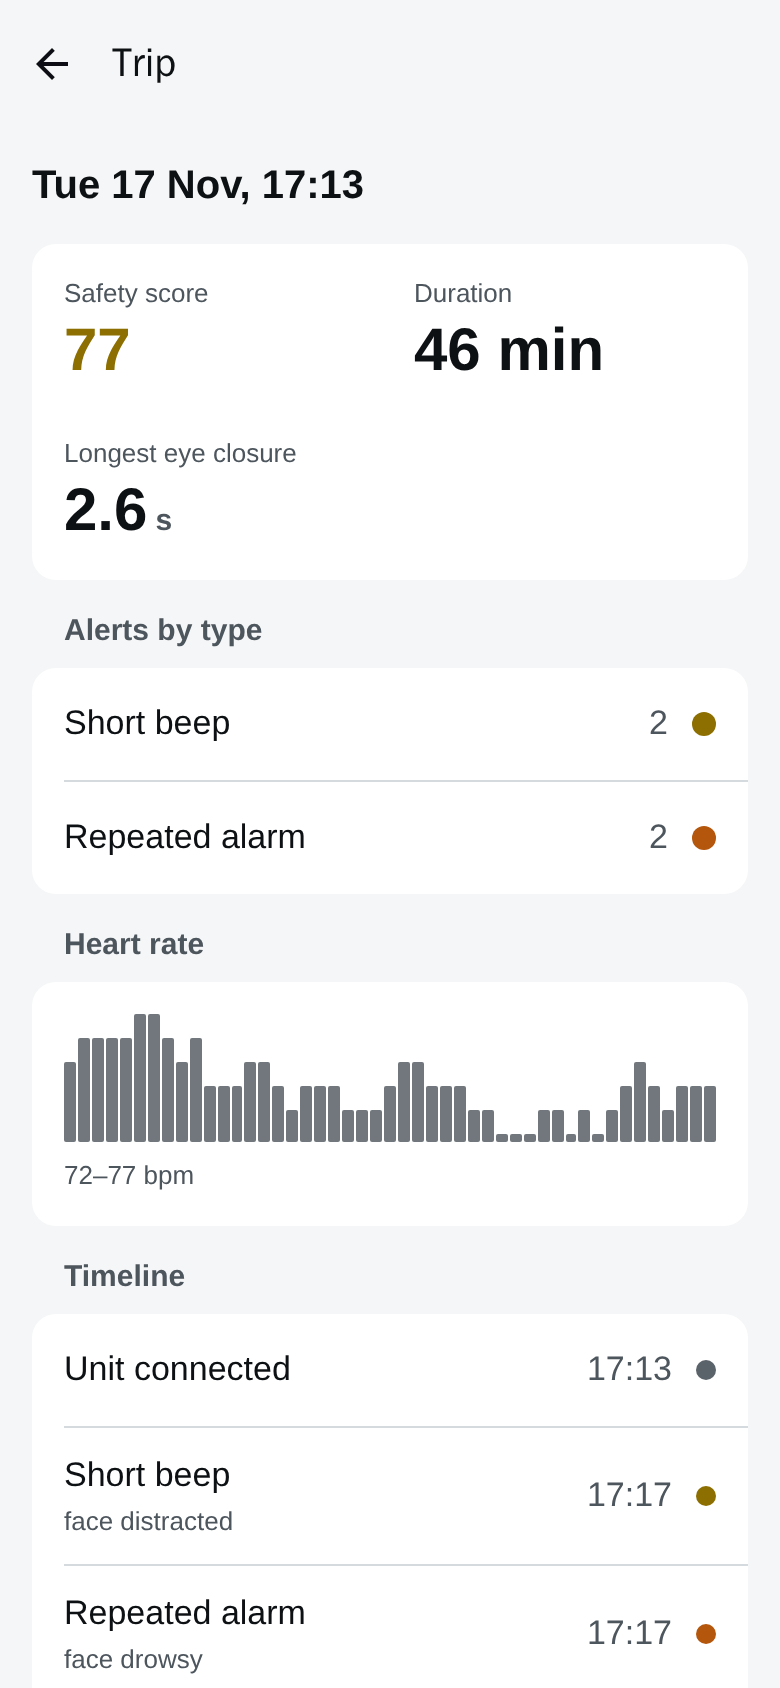 Trip
Tue 17 Nov, 17:13
Safety score
Duration
77
46 min
Longest eye closure
2.6 s
Alerts by type
Short beep 2
Repeated alarm 2
Heart rate
72–77 bpm
Timeline
Unit connected 17:13
Short beep
face distracted
17:17
Repeated alarm
face drowsy
17:17